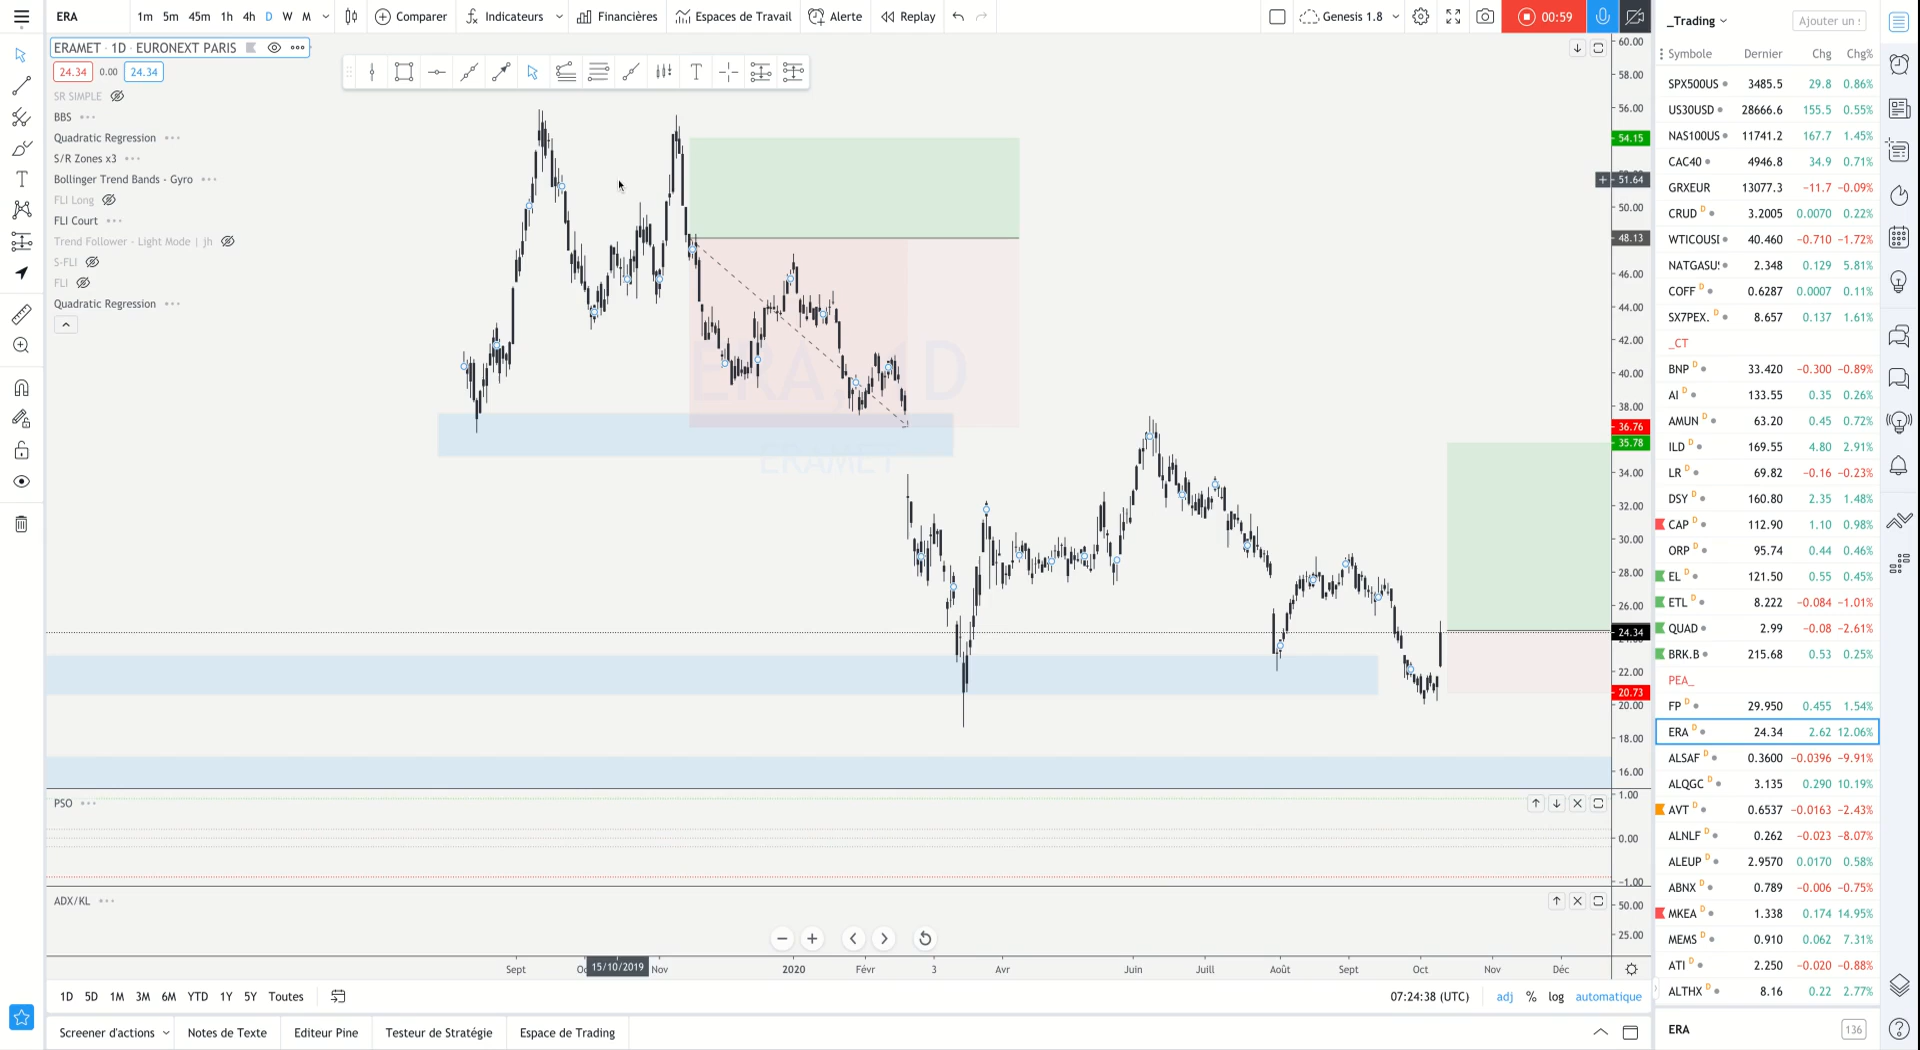 ERA 1m 5m 45m 1h 4h D W M Comparer Indicateurs Financières Espaces de Travail Alerte Replay Genesis 1.8 00:59
ERAMET · 1D · EURONEXT PARIS
24.34 0.00 24.34
SR SIMPLE
BBS
Quadratic Regression
S/R Zones x3
Bollinger Trend Bands - Gyro
FLI Long
FLI Court
Trend Follower - Light Mode | jh
S-FLI
FLI
Quadratic Regression
ERA, 1D
ERAMET
60.00
58.00
56.00
54.15
51.64
50.00
48.13
46.00
44.00
42.00
40.00
38.00
36.76
35.78
34.00
32.00
30.00
28.00
26.00
24.34
22.00
20.73
20.00
18.00
16.00
PSO
1.00
0.00
-1.00
ADX/KL
50.00
25.00
Sept 15/10/2019 Nov 2020 Févr 3 Avr Juin Juill Août Sept Oct Nov Déc
1D 5D 1M 3M 6M YTD 1Y 5Y Toutes 07:24:38 (UTC) adj % log automatique
Screener d'actions Notes de Texte Editeur Pine Testeur de Stratégie Espace de Trading
_Trading Ajouter un
Symbole Dernier Chg Chg%
SPX500US 3485.5 29.8 0.86%
US30USD 28666.6 155.5 0.55%
NAS100US 11741.2 167.7 1.45%
CAC40 4946.8 34.9 0.71%
GRXEUR 13077.3 −11.7 −0.09%
CRUD D 3.2005 0.0070 0.22%
WTICOUSD 40.460 −0.710 −1.72%
NATGASUS 2.348 0.129 5.81%
COFF D 0.6287 0.0007 0.11%
SX7PEX. D 8.657 0.137 1.61%
_CT
BNP D 33.420 −0.300 −0.89%
AI D 133.55 0.35 0.26%
AMUN D 63.20 0.45 0.72%
ILD D 169.55 4.80 2.91%
LR D 69.82 −0.16 −0.23%
DSY D 160.80 2.35 1.48%
CAP D 112.90 1.10 0.98%
ORP D 95.74 0.44 0.46%
EL D 121.50 0.55 0.45%
ETL D 8.222 −0.084 −1.01%
QUAD 2.99 −0.08 −2.61%
BRK.B 215.68 0.53 0.25%
PEA_
FP D 29.950 0.455 1.54%
ERA D 24.34 2.62 12.06%
ALSAF D 0.3600 −0.0396 −9.91%
ALQGC D 3.135 0.290 10.19%
AVT D 0.6537 −0.0163 −2.43%
ALNLF D 0.262 −0.023 −8.07%
ALEUP D 2.9570 0.0170 0.58%
ABNX D 0.789 −0.006 −0.75%
MKEA D 1.338 0.174 14.95%
MEMS D 0.910 0.062 7.31%
ATI D 2.250 −0.020 −0.88%
ALTHX D 8.16 0.22 2.77%
ERA 136